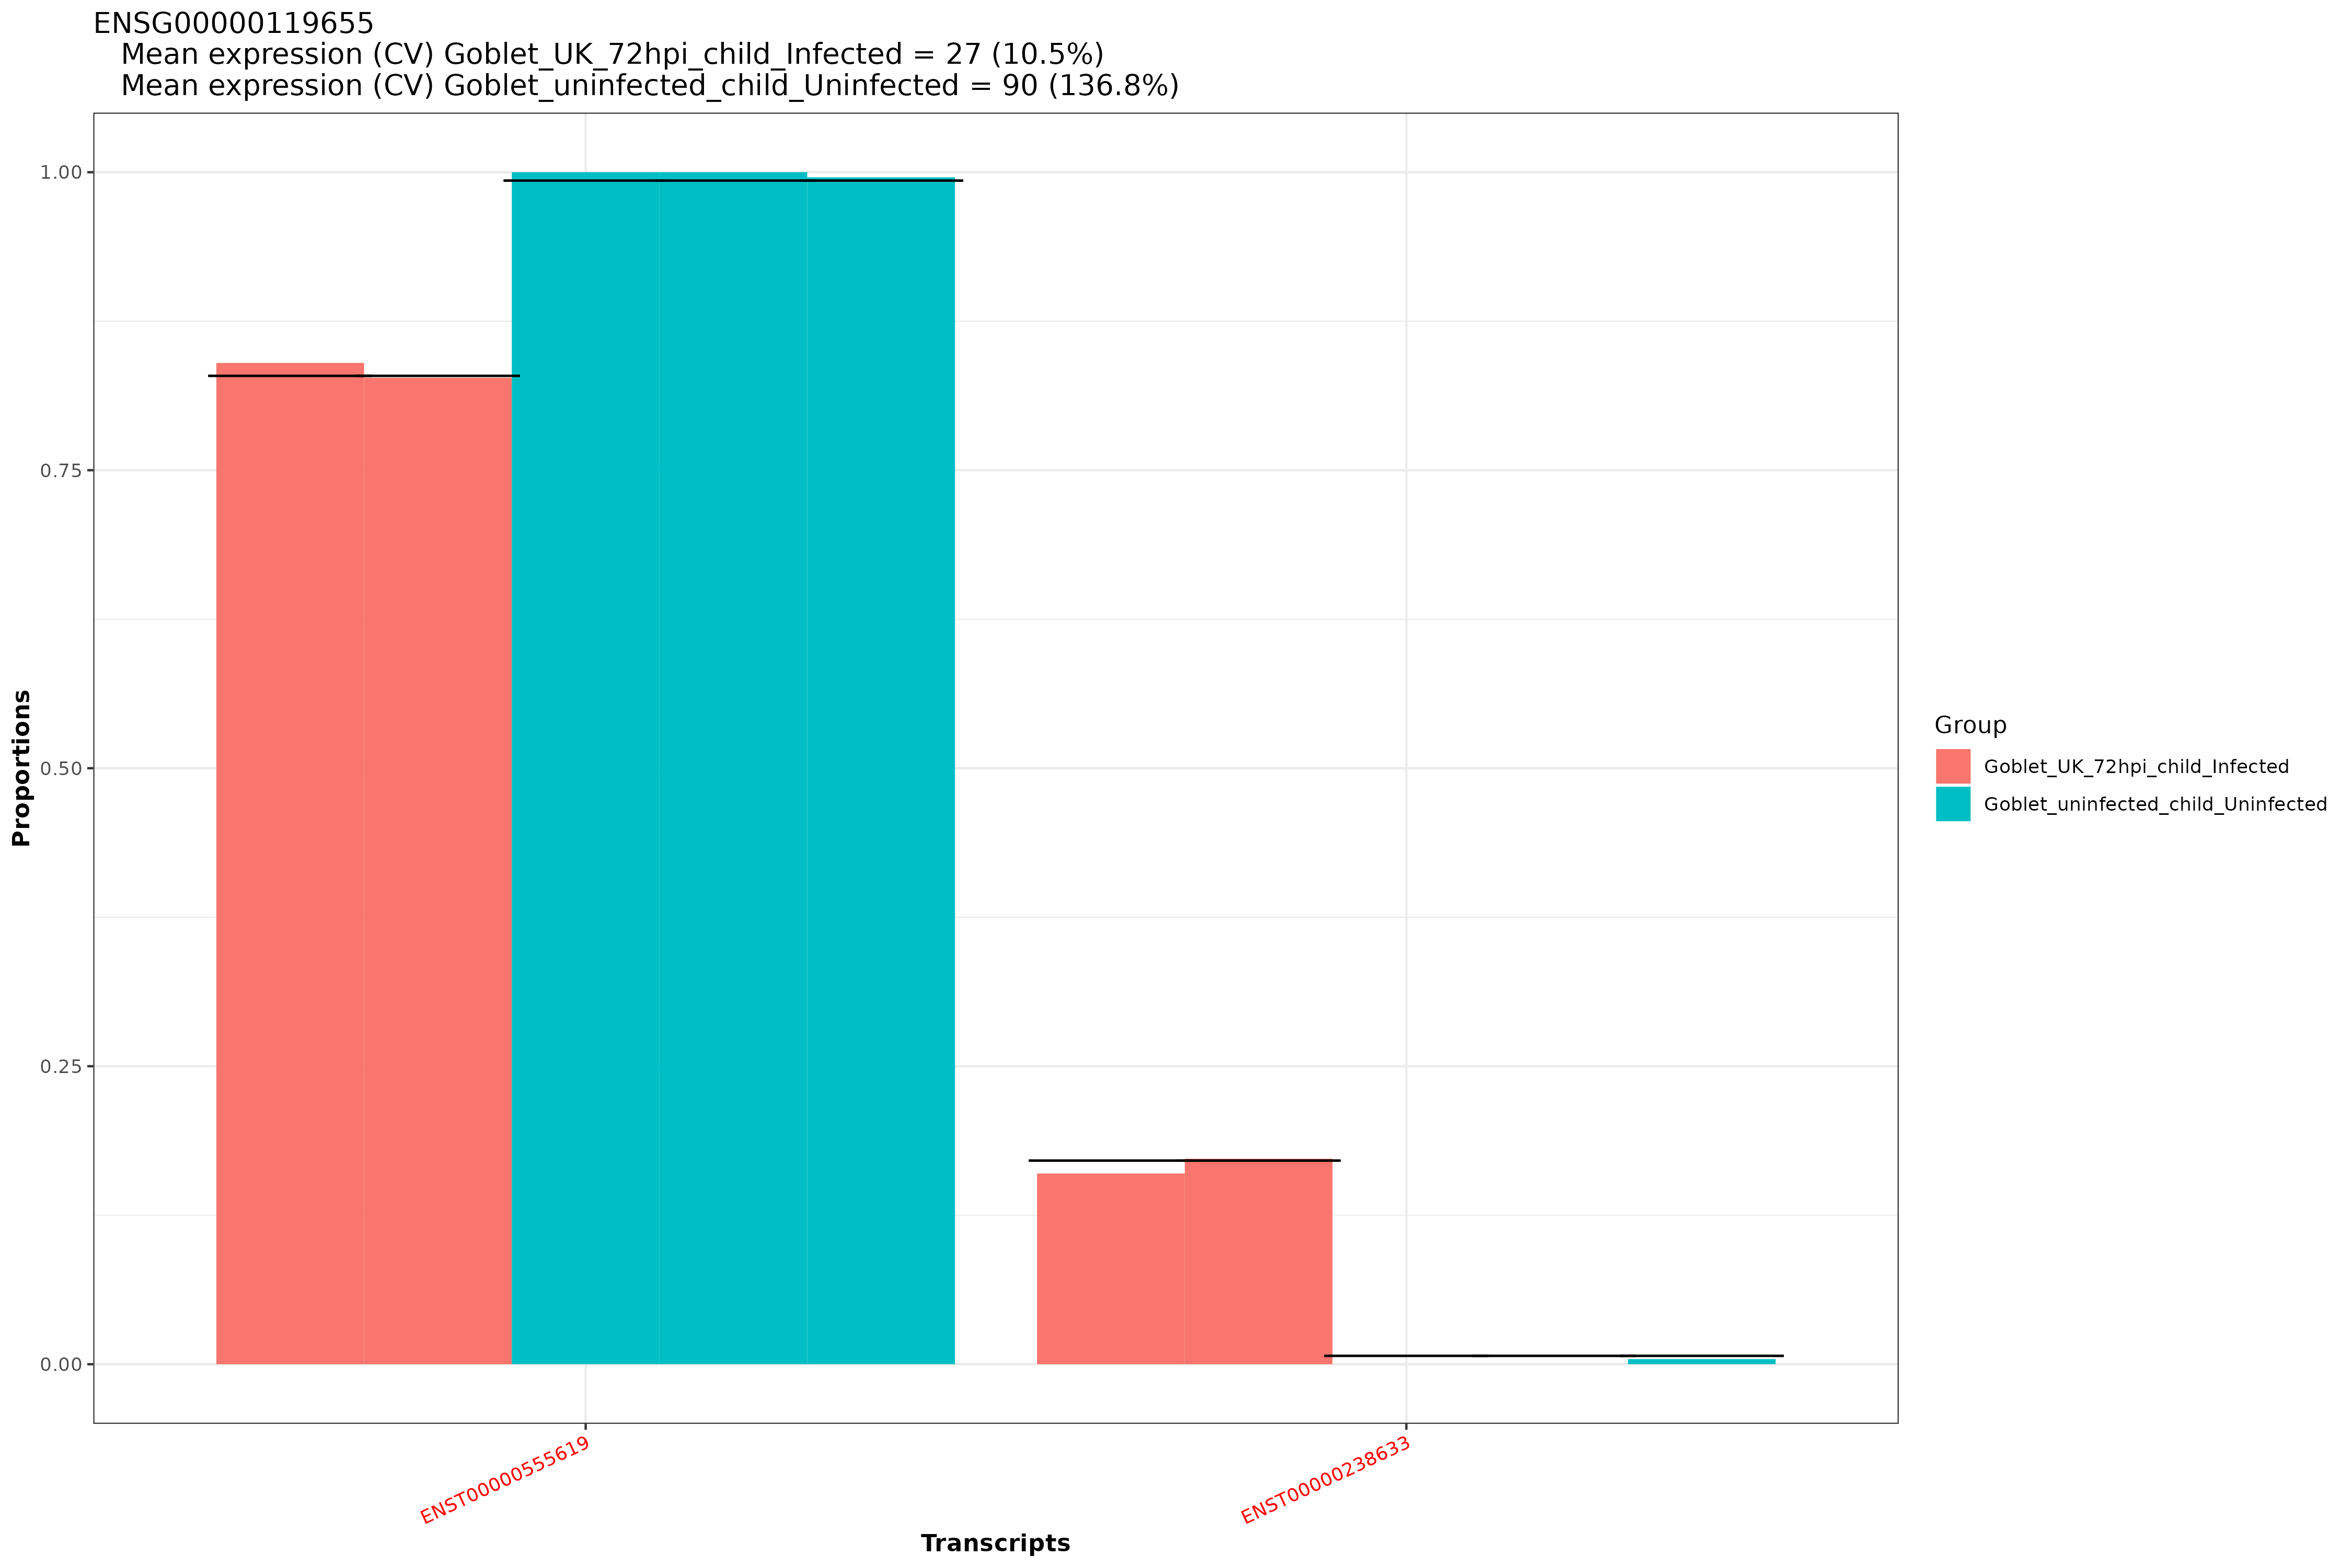 ENSG00000119655
Mean expression (CV) Goblet_UK_72hpi_child_Infected = 27 (10.5%)
Mean expression (CV) Goblet_uninfected_child_Uninfected = 90 (136.8%)
1.00
0.75
0.50
0.25
0.00
Proportions
ENST00000555619
ENST00000238633
Transcripts
Group
Goblet_UK_72hpi_child_Infected
Goblet_uninfected_child_Uninfected